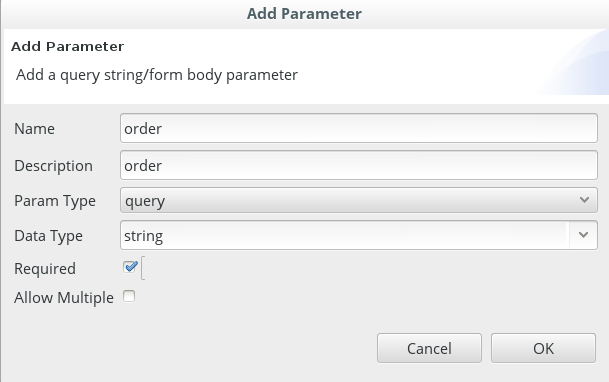 Add Parameter
Add Parameter
Add a query string/form body parameter
Name order
Description order
Param Type query
Data Type string
Required
Allow Multiple
Cancel OK